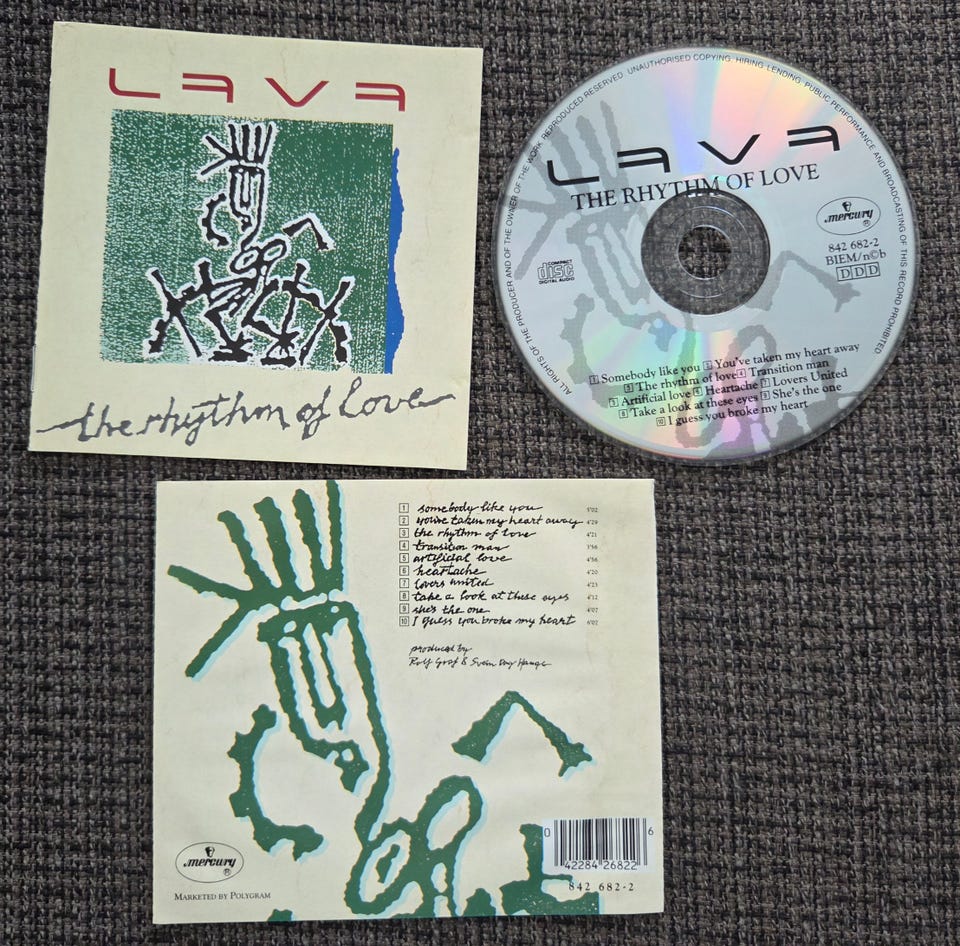 LAVA
the rhythm of love
ALL RIGHTS OF THE PRODUCER AND OF THE OWNER OF THE WORK REPRODUCED RESERVED. UNAUTHORISED COPYING, HIRING, LENDING, PUBLIC PERFORMANCE AND BROADCASTING OF THIS RECORD PROHIBITED
LAVA
THE RHYTHM OF LOVE
mercury
842 682-2
BIEM/n©b
DDD
COMPACT
disc
DIGITAL AUDIO
1 Somebody like you 2 You've taken my heart away
3 The rhythm of love 4 Transition man
5 Artificial love 6 Heartache 7 Lovers United
8 Take a look at these eyes 9 She's the one
10 I guess you broke my heart
1 somebody like you 5'02
2 you've taken my heart away 4'29
3 the rhythm of love 4'21
4 transition man 3'56
5 artificial love 4'56
6 heartache 4'20
7 lovers united 4'23
8 take a look at these eyes 4'12
9 she's the one 4'07
10 I guess you broke my heart 6'02
produced by
Rolf Graf & Svein Dag Hauge
mercury
MARKETED BY POLYGRAM
0 42284 26822 6
842 682-2